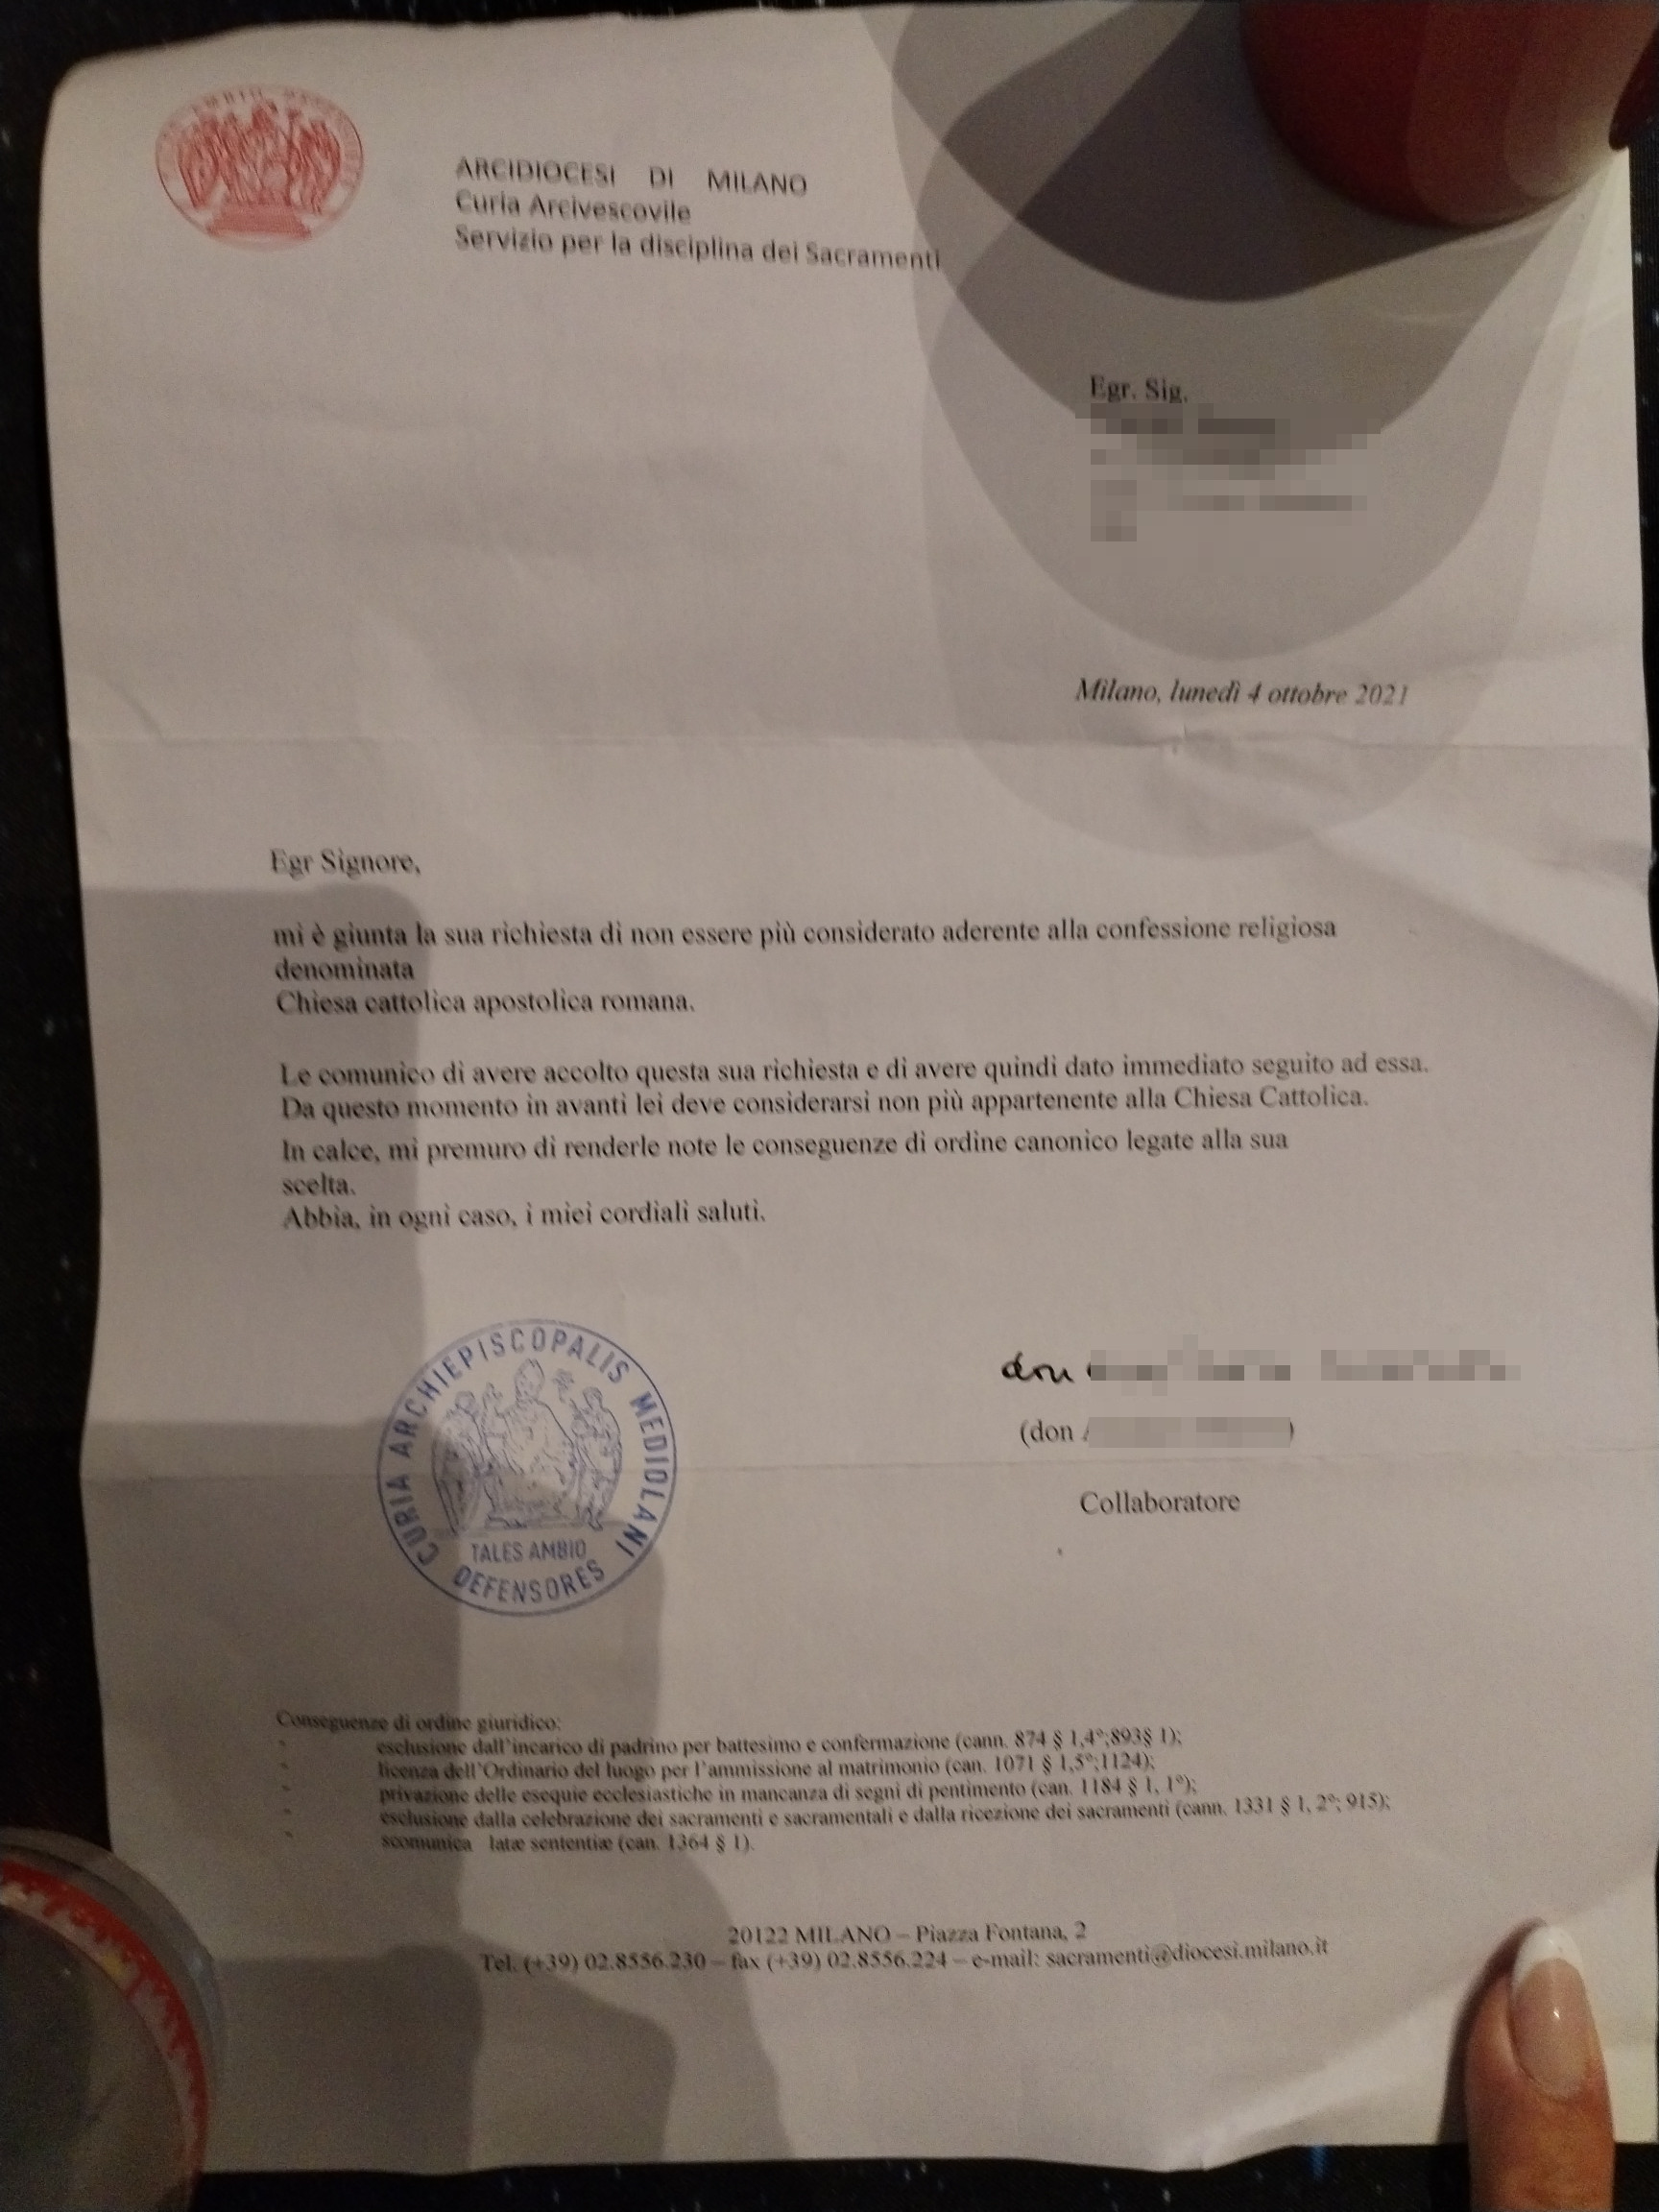 ARCIDIOCESI DI MILANO
Curia Arcivescovile
Servizio per la disciplina dei Sacramenti
Egr. Sig.
Milano, lunedì 4 ottobre 2021
Egr Signore,
mi è giunta la sua richiesta di non essere più considerato aderente alla confessione religiosa
denominata
Chiesa cattolica apostolica romana.
Le comunico di avere accolto questa sua richiesta e di avere quindi dato immediato seguito ad essa.
Da questo momento in avanti lei deve considerarsi non più appartenente alla Chiesa Cattolica.
In calce, mi premuro di renderle note le conseguenze di ordine canonico legate alla sua
scelta.
Abbia, in ogni caso, i miei cordiali saluti.
CURIA ARCHIEPISCOPALIS MEDIOLANI
TALES AMBIO
DEFENSORES
don
(don )
Collaboratore
Conseguenze di ordine giuridico:
- esclusione dall'incarico di padrino per battesimo e confermazione (cann. 874 § 1,4°;893§ 1);
- licenza dell'Ordinario del luogo per l'ammissione al matrimonio (can. 1071 § 1,5°;1124);
- privazione delle esequie ecclesiastiche in mancanza di segni di pentimento (can. 1184 § 1, 1°);
- esclusione dalla celebrazione dei sacramenti e sacramentali e dalla ricezione dei sacramenti (cann. 1331 § 1, 2°; 915);
- scomunica latæ sententiæ (can. 1364 § 1).
20122 MILANO – Piazza Fontana, 2
Tel. (+39) 02.8556.230 – fax (+39) 02.8556.224 – e-mail: sacramenti@diocesi.milano.it